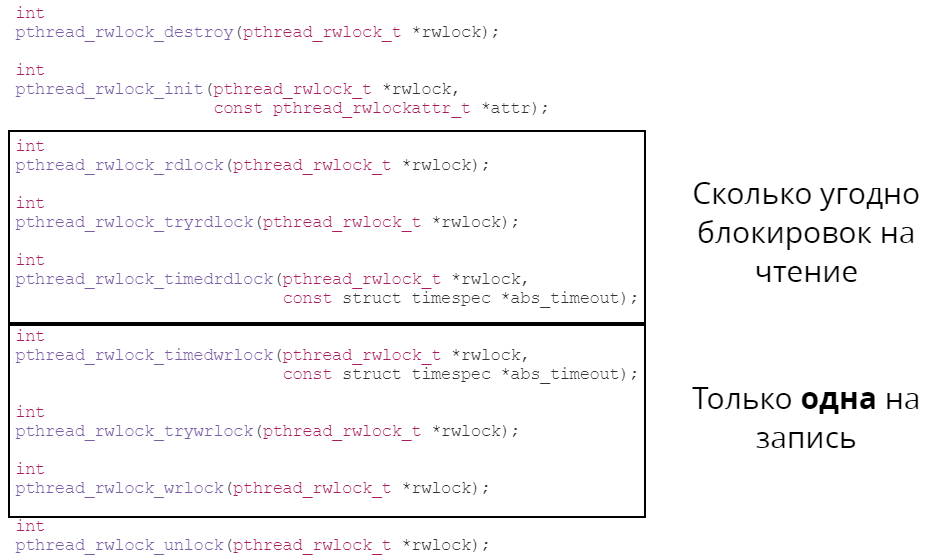 int
pthread_rwlock_destroy(pthread_rwlock_t *rwlock);
int
pthread_rwlock_init(pthread_rwlock_t *rwlock,
const pthread_rwlockattr_t *attr);
int
pthread_rwlock_rdlock(pthread_rwlock_t *rwlock);
int
pthread_rwlock_tryrdlock(pthread_rwlock_t *rwlock);
int
pthread_rwlock_timedrdlock(pthread_rwlock_t *rwlock,
const struct timespec *abs_timeout);
Сколько угодно
блокировок на
чтение
int
pthread_rwlock_timedwrlock(pthread_rwlock_t *rwlock,
const struct timespec *abs_timeout);
int
pthread_rwlock_trywrlock(pthread_rwlock_t *rwlock);
int
pthread_rwlock_wrlock(pthread_rwlock_t *rwlock);
Только одна на
запись
int
pthread_rwlock_unlock(pthread_rwlock_t *rwlock);